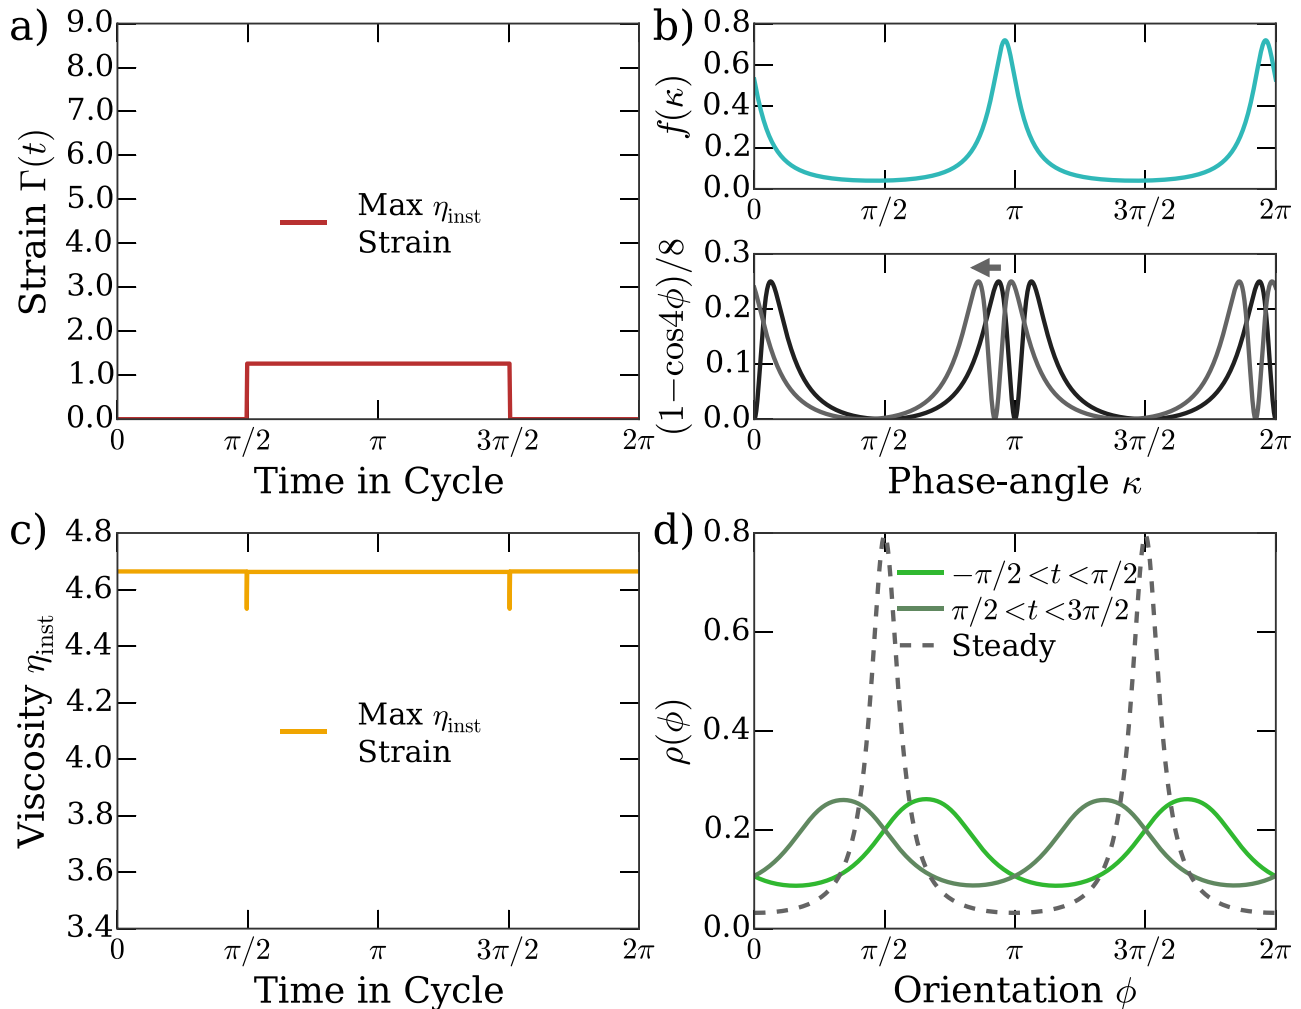 a)
9.0
8.0
7.0
6.0
5.0
4.0
3.0
2.0
1.0
0.0
Strain Γ(t)
Max η_inst
Strain
0 π/2 π 3π/2 2π
Time in Cycle
b)
0.8
0.6
0.4
0.2
0.0
f(κ)
0 π/2 π 3π/2 2π
0.3
0.2
0.1
0.0
(1−cos4ϕ)/8
0 π/2 π 3π/2 2π
Phase-angle κ
c)
4.8
4.6
4.4
4.2
4.0
3.8
3.6
3.4
Viscosity η_inst
Max η_inst
Strain
0 π/2 π 3π/2 2π
Time in Cycle
d)
0.8
0.6
0.4
0.2
0.0
ρ(ϕ)
−π/2<t<π/2
π/2<t<3π/2
Steady
0 π/2 π 3π/2 2π
Orientation ϕ